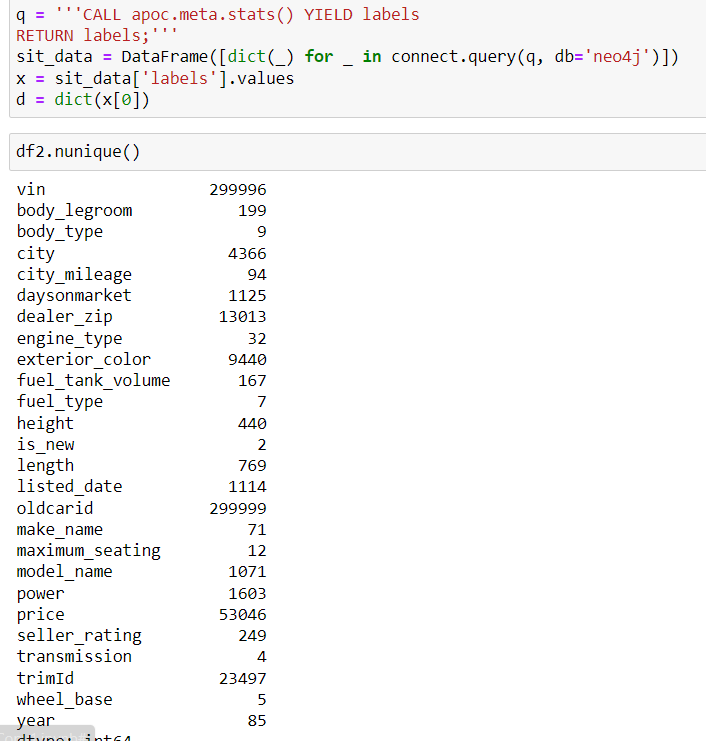 q = '''CALL apoc.meta.stats() YIELD labels
RETURN labels;'''
sit_data = DataFrame([dict(_) for _ in connect.query(q, db='neo4j')])
x = sit_data['labels'].values
d = dict(x[0])
df2.nunique()
vin 299996
body_legroom 199
body_type 9
city 4366
city_mileage 94
daysonmarket 1125
dealer_zip 13013
engine_type 32
exterior_color 9440
fuel_tank_volume 167
fuel_type 7
height 440
is_new 2
length 769
listed_date 1114
oldcarid 299999
make_name 71
maximum_seating 12
model_name 1071
power 1603
price 53046
seller_rating 249
transmission 4
trimId 23497
wheel_base 5
year 85
dtype: int64